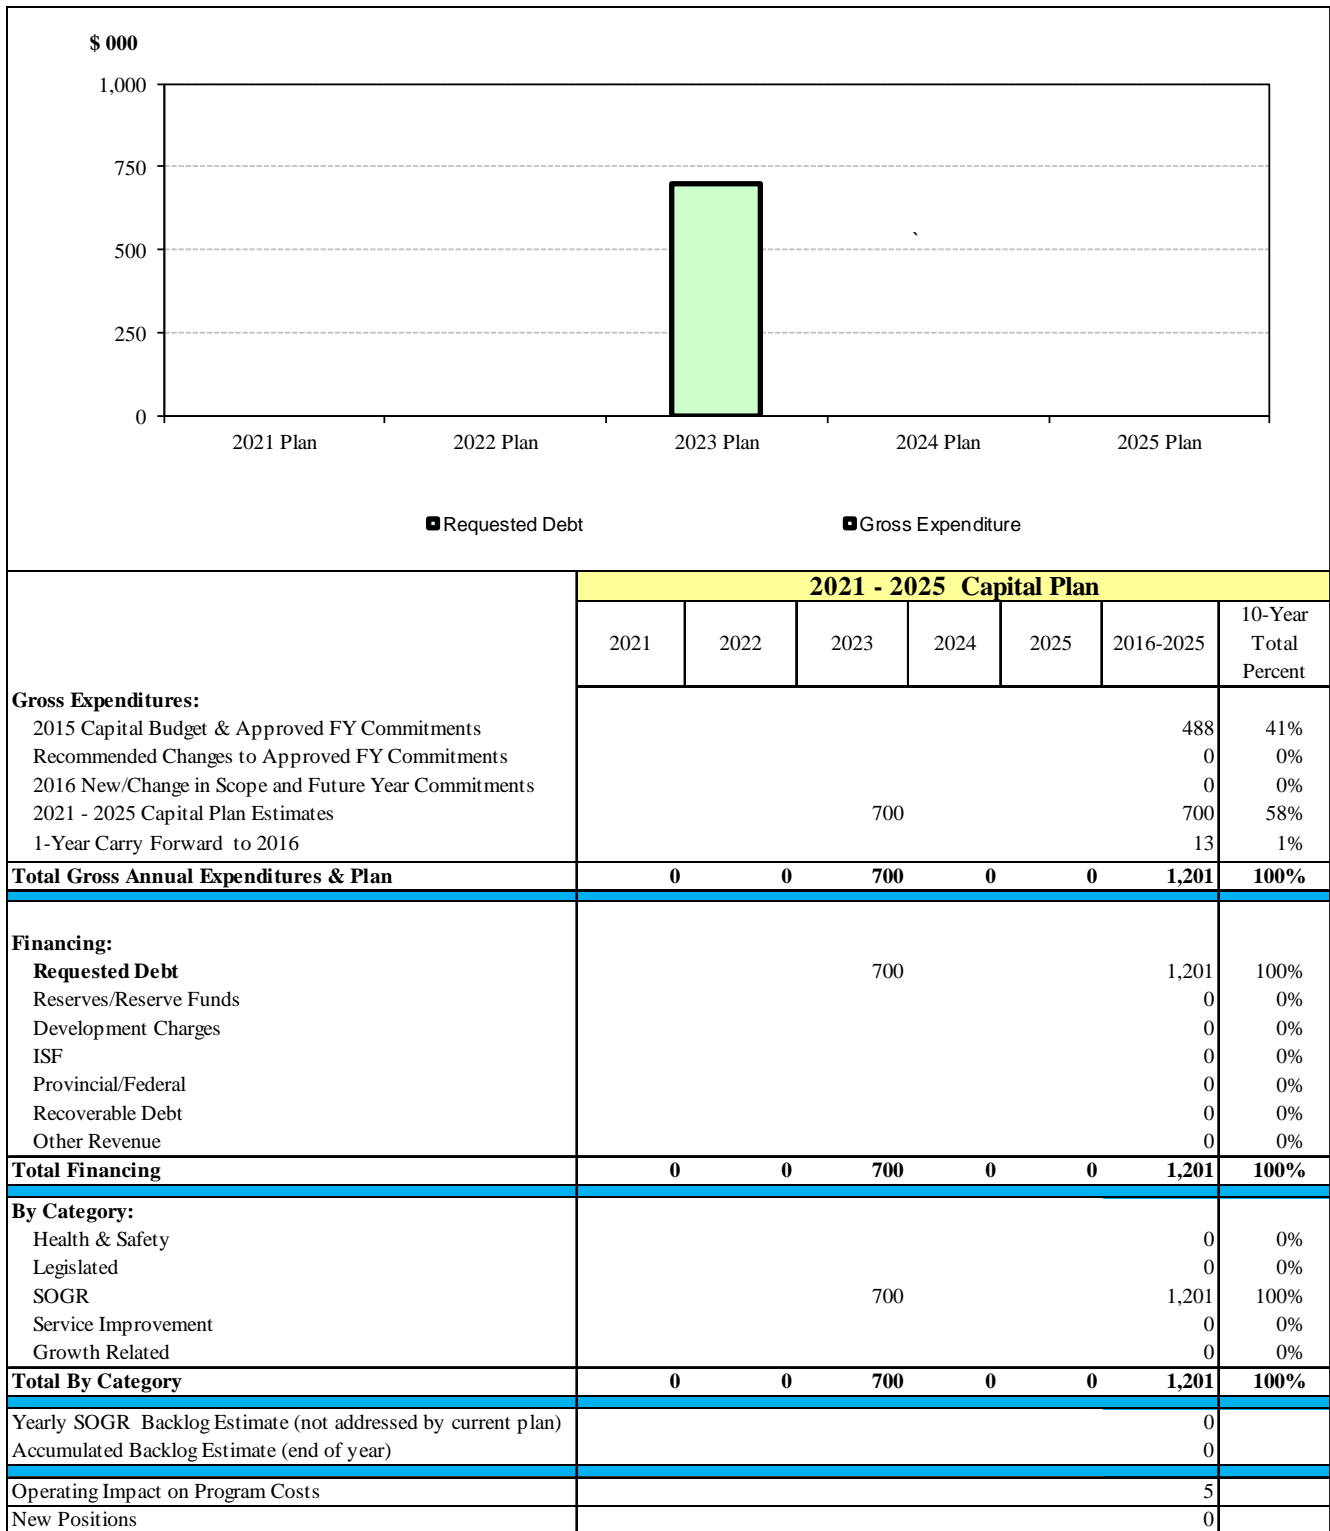 $ 000
1,000
750
500
`
250
0
2021 Plan 2022 Plan 2023 Plan 2024 Plan 2025 Plan
Requested Debt Gross Expenditure
2021 - 2025 Capital Plan
2021 2022 2023 2024 2025 2016-2025 10-Year
Total
Percent
Gross Expenditures:
2015 Capital Budget & Approved FY Commitments 488 41%
Recommended Changes to Approved FY Commitments 0 0%
2016 New/Change in Scope and Future Year Commitments 0 0%
2021 - 2025 Capital Plan Estimates 700 700 58%
1-Year Carry Forward to 2016 13 1%
Total Gross Annual Expenditures & Plan 0 0 700 0 0 1,201 100%
Financing:
Requested Debt 700 1,201 100%
Reserves/Reserve Funds 0 0%
Development Charges 0 0%
ISF 0 0%
Provincial/Federal 0 0%
Recoverable Debt 0 0%
Other Revenue 0 0%
Total Financing 0 0 700 0 0 1,201 100%
By Category:
Health & Safety 0 0%
Legislated 0 0%
SOGR 700 1,201 100%
Service Improvement 0 0%
Growth Related 0 0%
Total By Category 0 0 700 0 0 1,201 100%
Yearly SOGR Backlog Estimate (not addressed by current plan) 0
Accumulated Backlog Estimate (end of year) 0
Operating Impact on Program Costs 5
New Positions 0